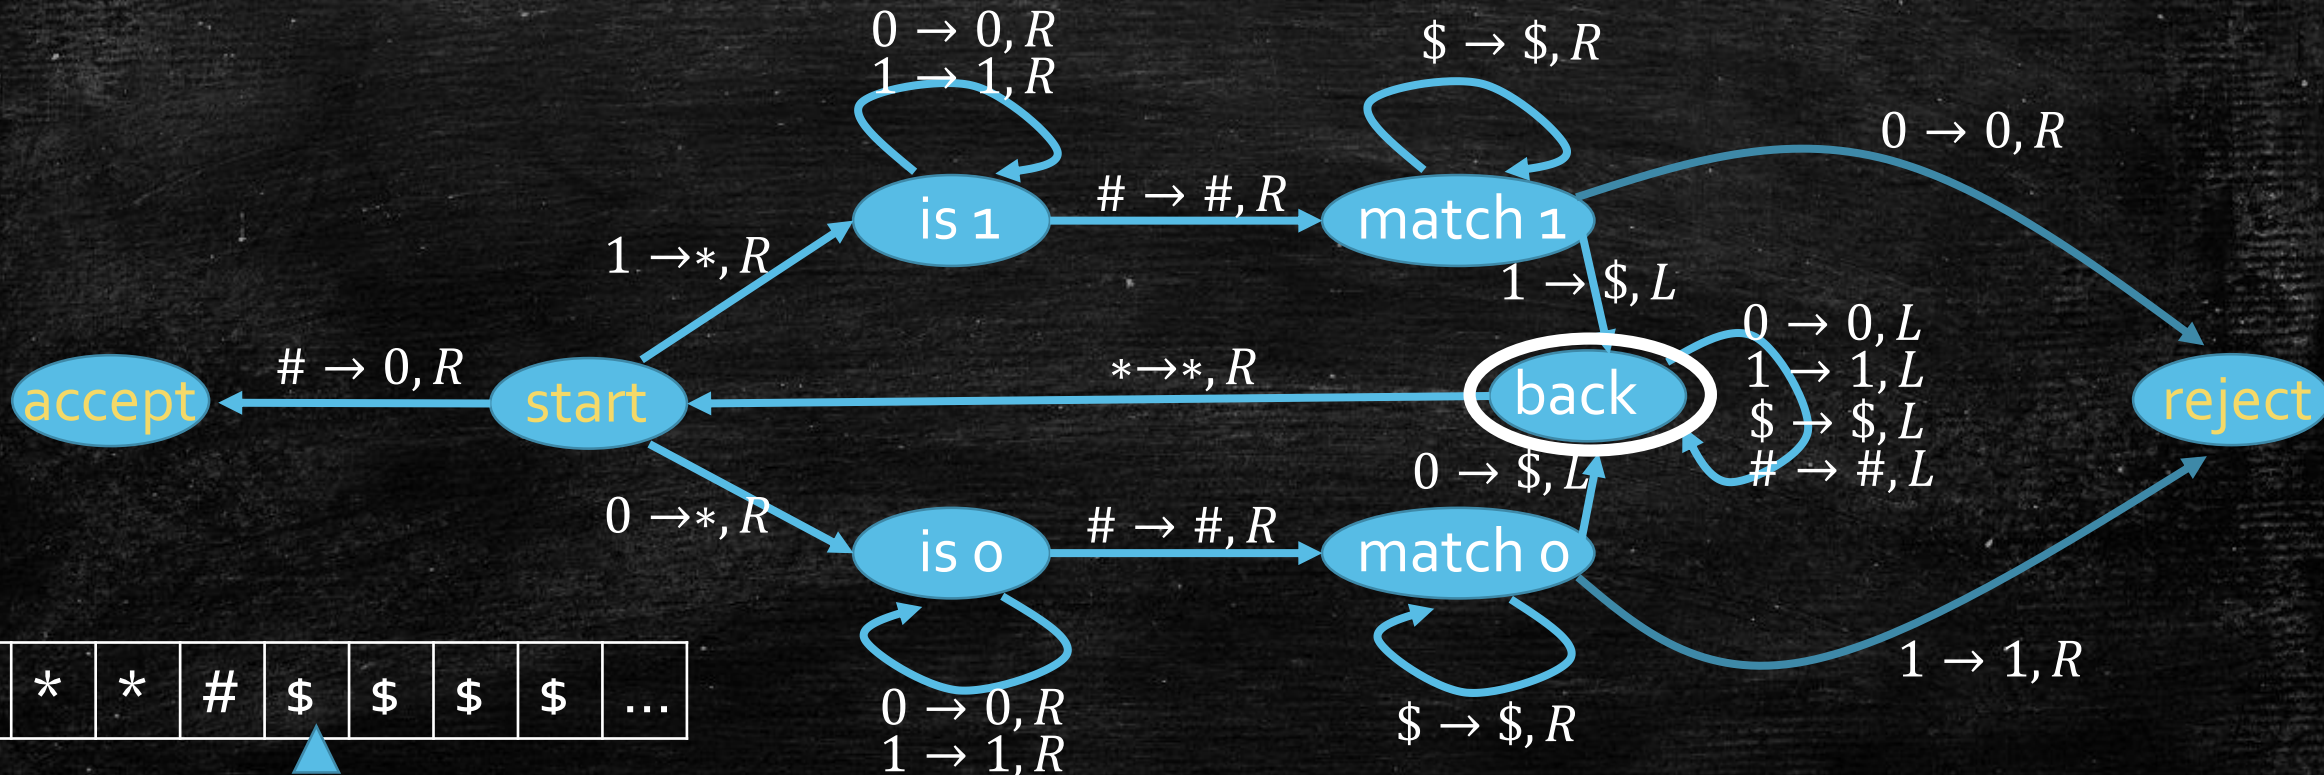 0 → 0, R
1 → 1, R
$ → $, R
0 → 0, R
is 1
# → #, R
match 1
1 →*, R
1 → $, L
0 → 0, L
1 → 1, L
$ → $, L
# → #, L
accept
# → 0, R
start
*→*, R
back
reject
0 → $, L
0 →*, R
is 0
# → #, R
match 0
1 → 1, R
* * # $ $ $ $ ...
0 → 0, R
1 → 1, R
$ → $, R